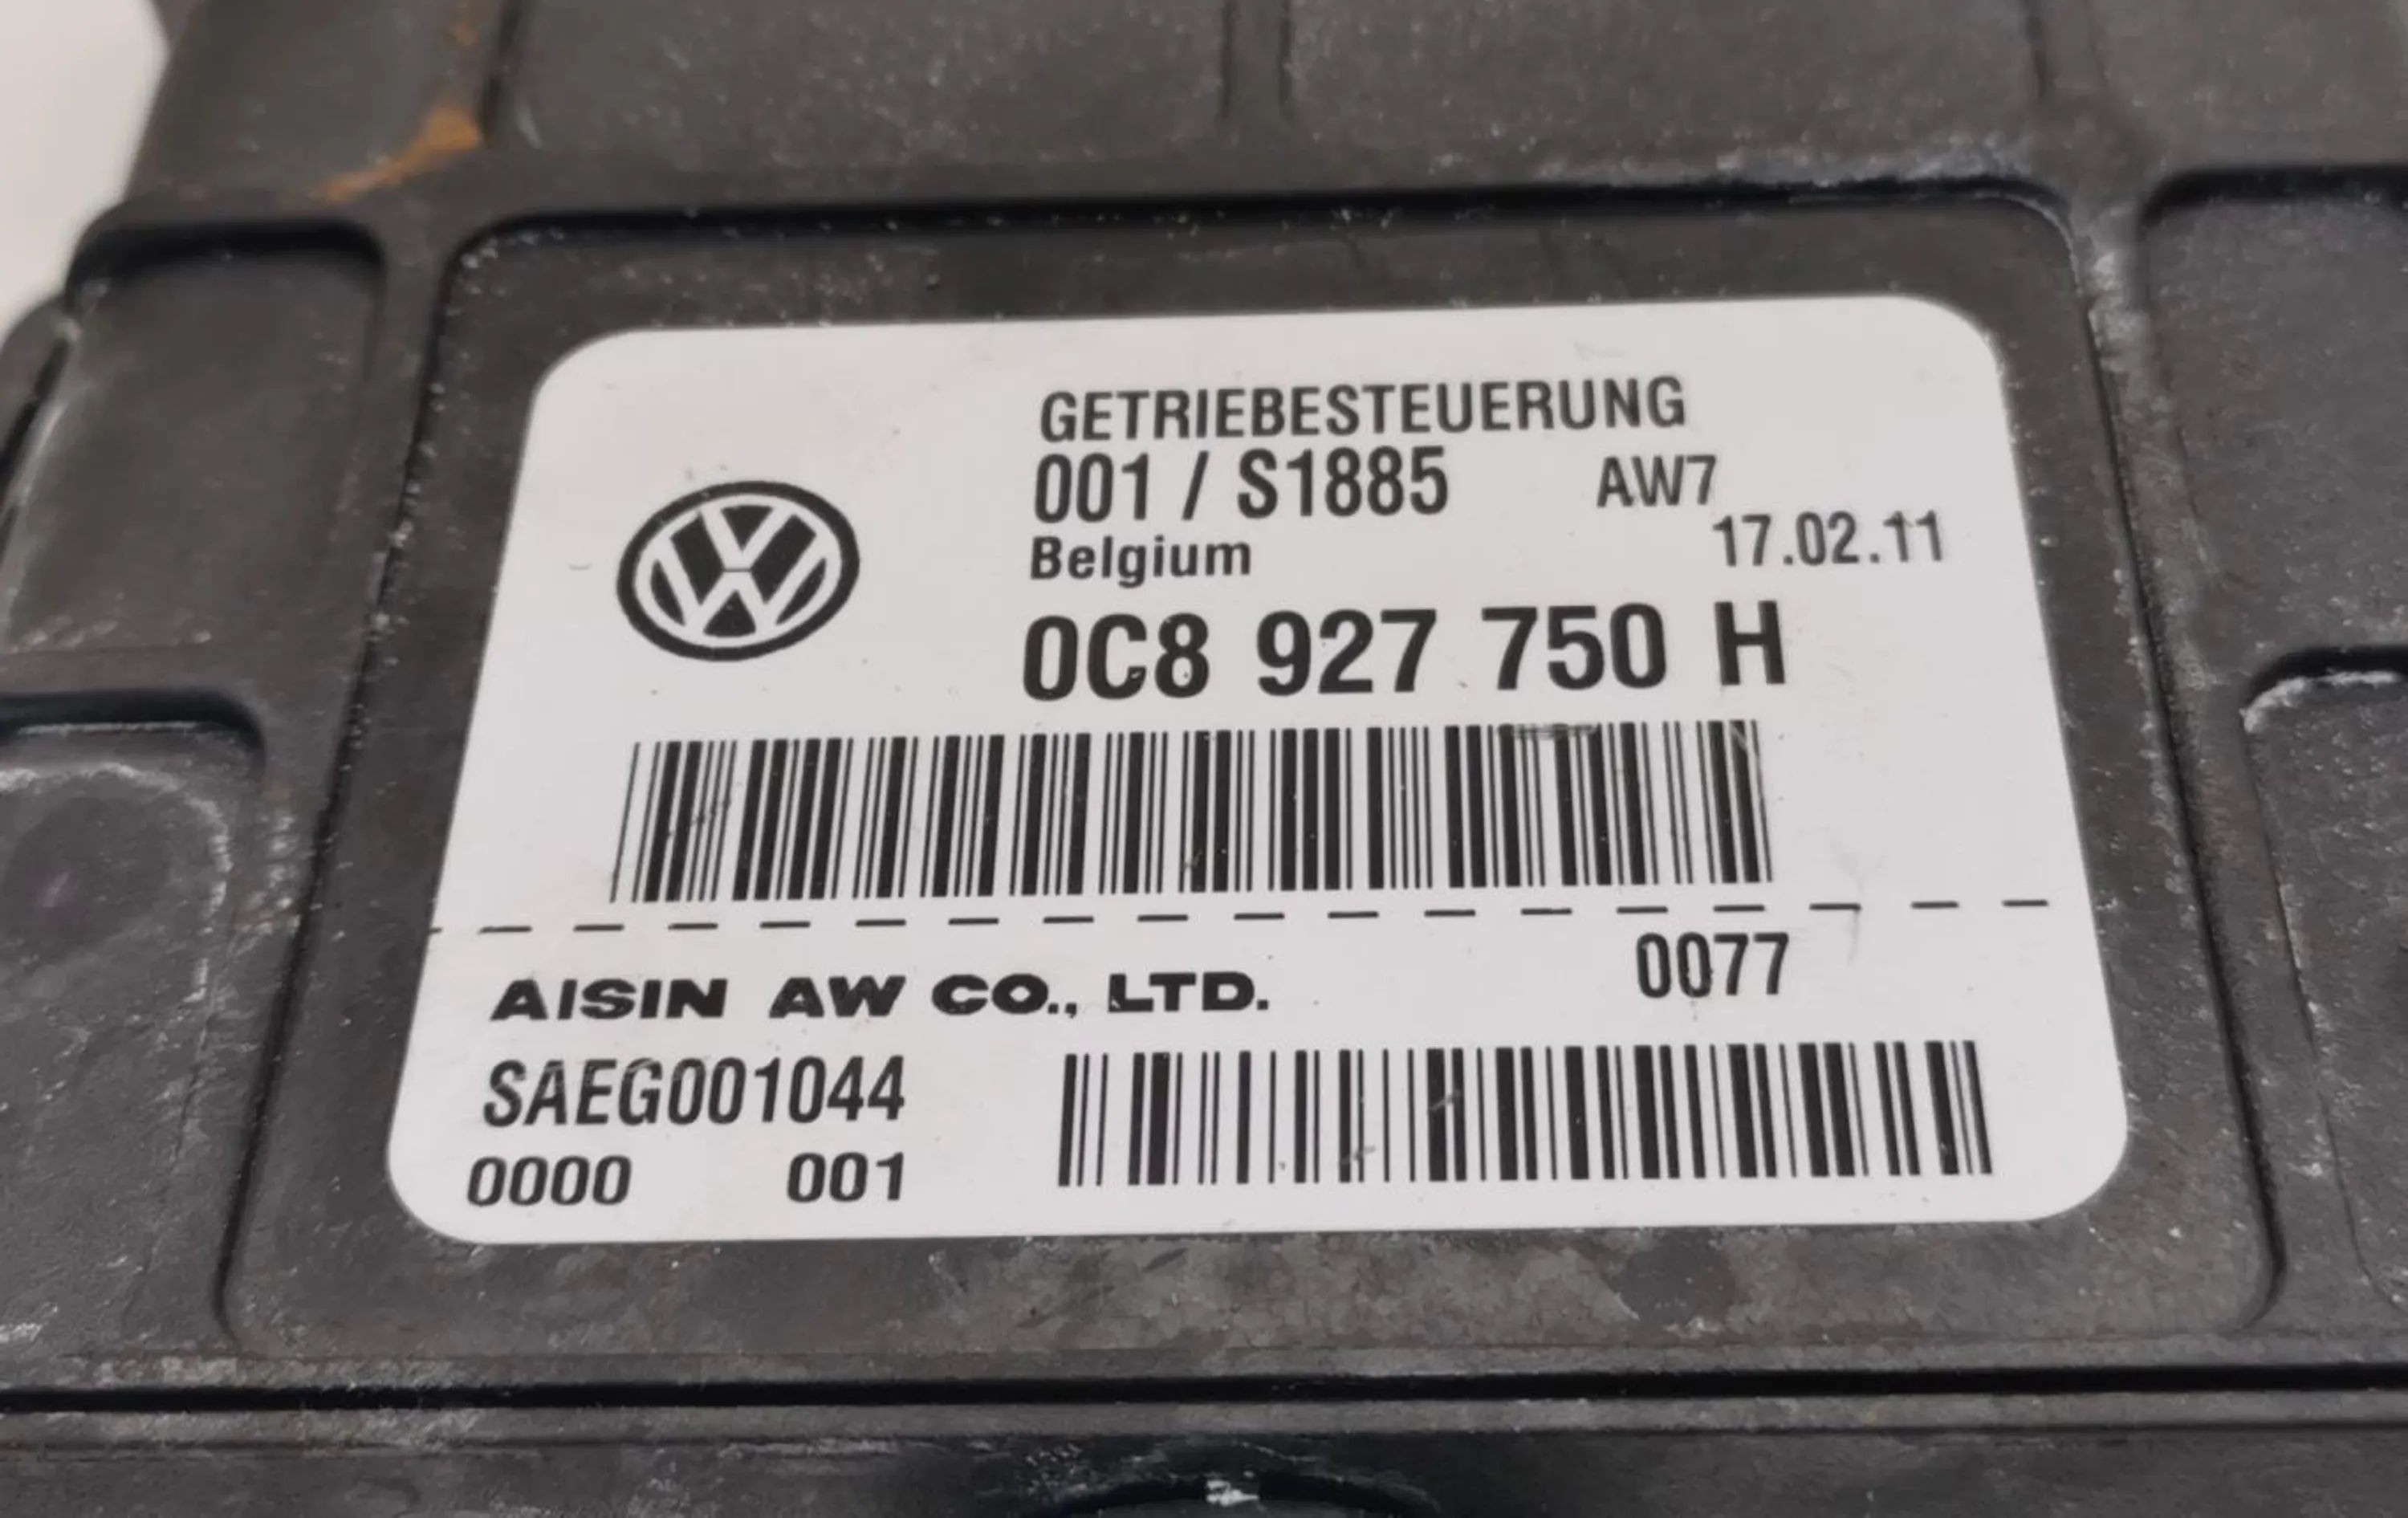 GETRIEBESTEUERUNG
001 / S1885 AW7
Belgium 17.02.11
0C8 927 750 H
AISIN AW CO., LTD. 0077
SAEG001044
0000 001